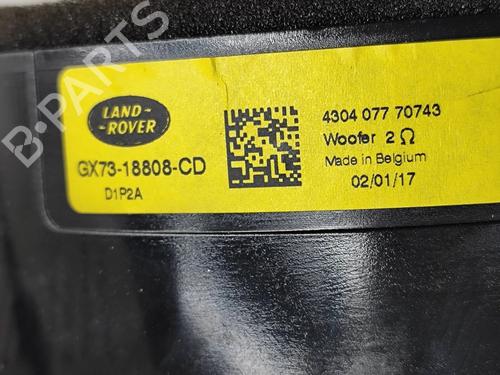 LAND-
-ROVER
GX73-18808-CD
D1P2A
4304 077 70743
Woofer 2 Ω
Made in Belgium
02/01/17
B-PARTS